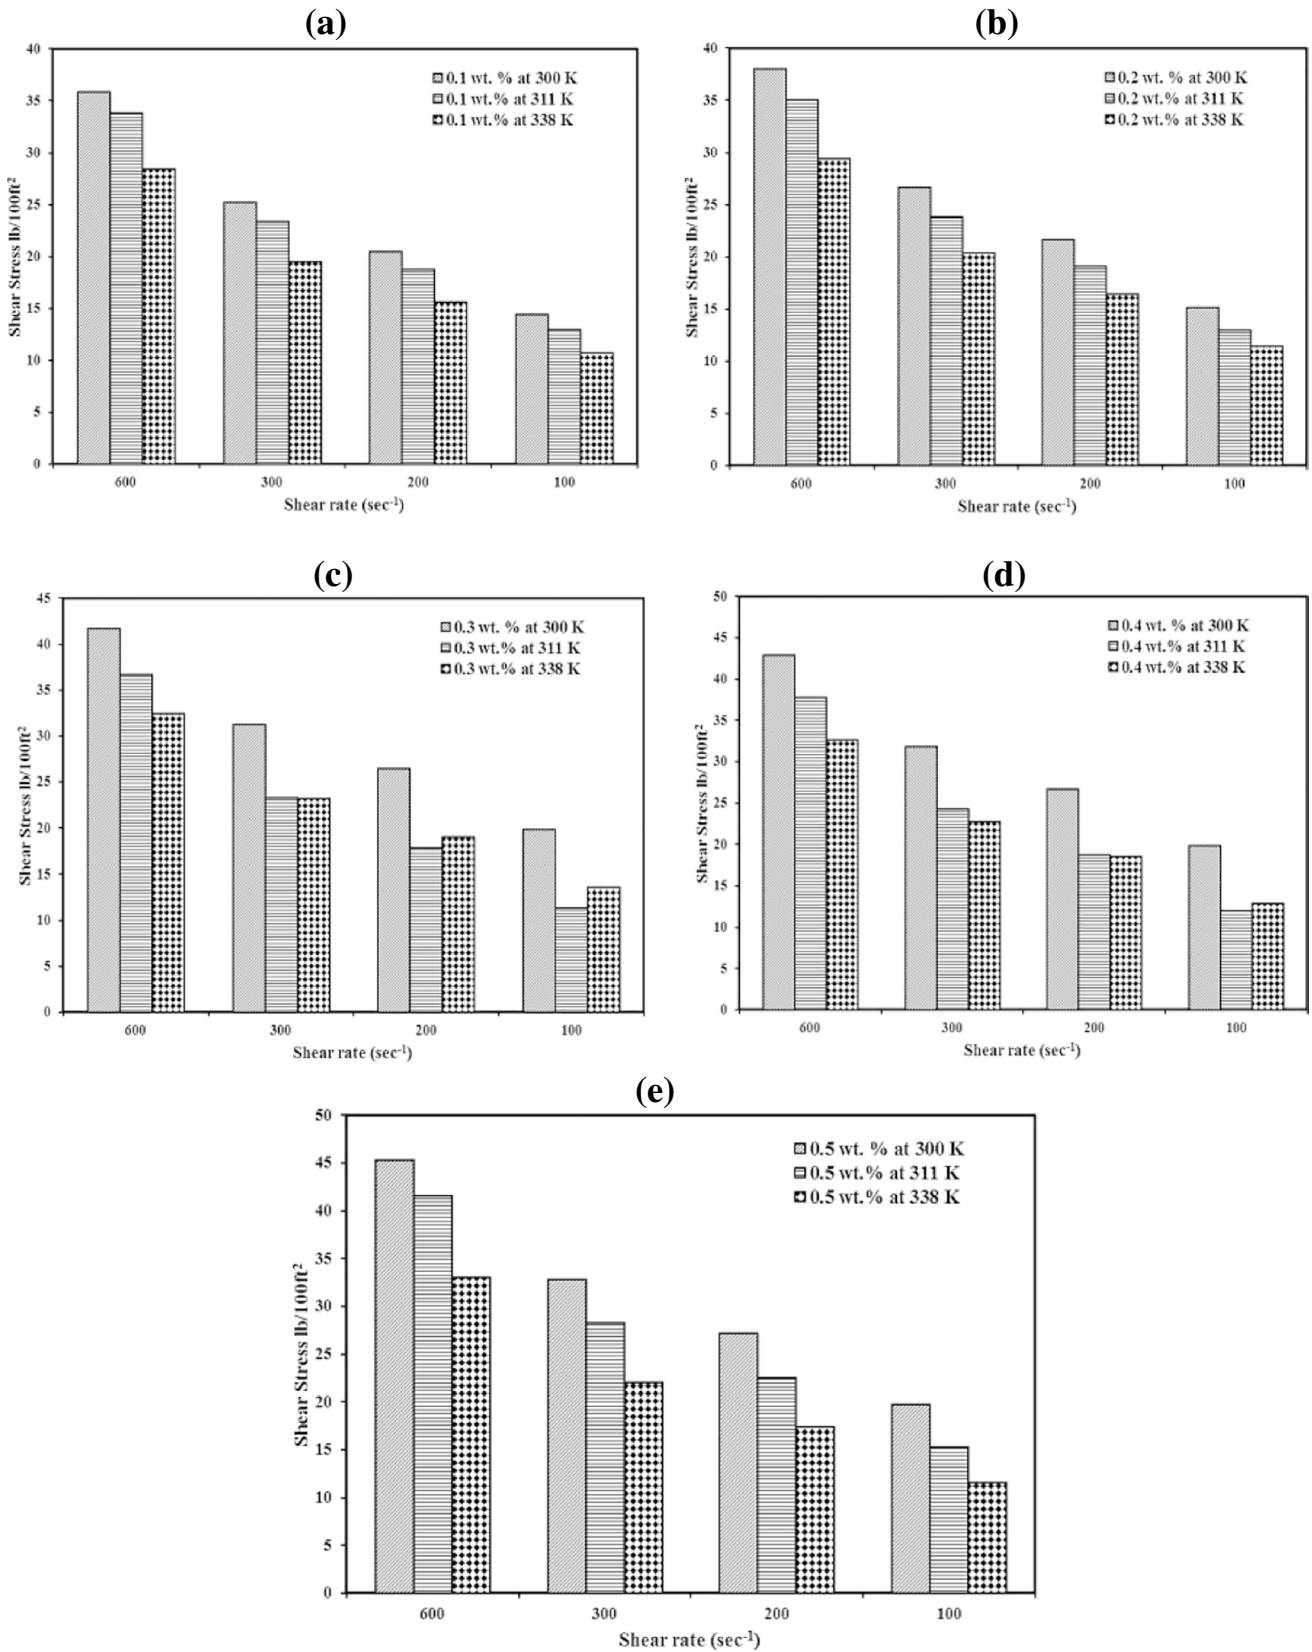 (a)
40
35
30
25
20
15
10
5
0
Shear Stress lb/100ft²
0.1 wt. % at 300 K
0.1 wt.% at 311 K
0.1 wt.% at 338 K
600 300 200 100
Shear rate (sec⁻¹)
(b)
40
35
30
25
20
15
10
5
0
Shear Stress lb/100ft²
0.2 wt. % at 300 K
0.2 wt.% at 311 K
0.2 wt.% at 338 K
600 300 200 100
Shear rate (sec⁻¹)
(c)
45
40
35
30
25
20
15
10
5
0
Shear Stress lb/100ft²
0.3 wt. % at 300 K
0.3 wt.% at 311 K
0.3 wt.% at 338 K
600 300 200 100
Shear rate (sec⁻¹)
(d)
50
45
40
35
30
25
20
15
10
5
0
Shear Stress lb/100ft²
0.4 wt. % at 300 K
0.4 wt.% at 311 K
0.4 wt.% at 338 K
600 300 200 100
Shear rate (sec⁻¹)
(e)
50
45
40
35
30
25
20
15
10
5
0
Shear Stress lb/100ft²
0.5 wt. % at 300 K
0.5 wt.% at 311 K
0.5 wt.% at 338 K
600 300 200 100
Shear rate (sec⁻¹)